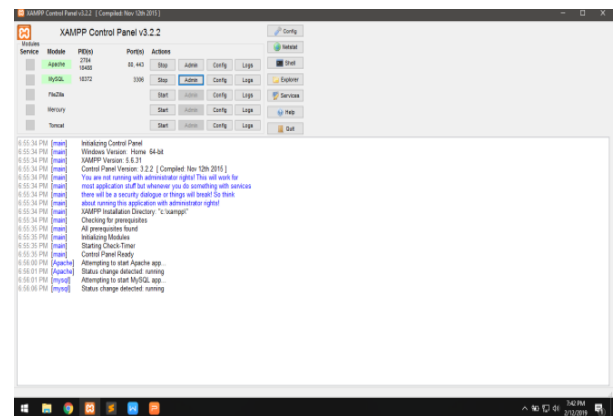 XAMPP Control Panel v3.2.2 [ Compiled: Nov 12th 2015 ]
XAMPP Control Panel v3.2.2
Config
Modules
Service Module PID(s) Port(s) Actions
Netstat
Apache 2784 80, 443 Stop Admin Config Logs
Shell
MySQL 16372 3306 Stop Admin Config Logs
Explorer
FileZilla Start Admin Config Logs
Services
Mercury Start Admin Config Logs
Help
Tomcat Start Admin Config Logs
Quit
6:55:34 PM [main] Initializing Control Panel
6:55:34 PM [main] Windows Version: Home 64-bit
6:55:34 PM [main] XAMPP Version: 5.6.31
6:55:34 PM [main] Control Panel Version: 3.2.2 [ Compiled: Nov 12th 2015 ]
6:55:34 PM [main] You are not running with administrator rights! This will work for
6:55:34 PM [main] most application stuff but whenever you do something with services
6:55:34 PM [main] there will be a security dialogue or things will break! So think
6:55:34 PM [main] about running this application with administrator rights!
6:55:34 PM [main] XAMPP Installation Directory: "c:\xampp\"
6:55:34 PM [main] Checking for prerequisites
6:55:35 PM [main] All prerequisites found
6:55:35 PM [main] Initializing Modules
6:55:35 PM [main] Starting Check-Timer
6:55:35 PM [main] Control Panel Ready
6:56:00 PM [Apache] Attempting to start Apache app...
6:56:01 PM [Apache] Status change detected: running
6:56:01 PM [mysql] Attempting to start MySQL app...
6:56:06 PM [mysql] Status change detected: running
7:42 PM
2/12/2019